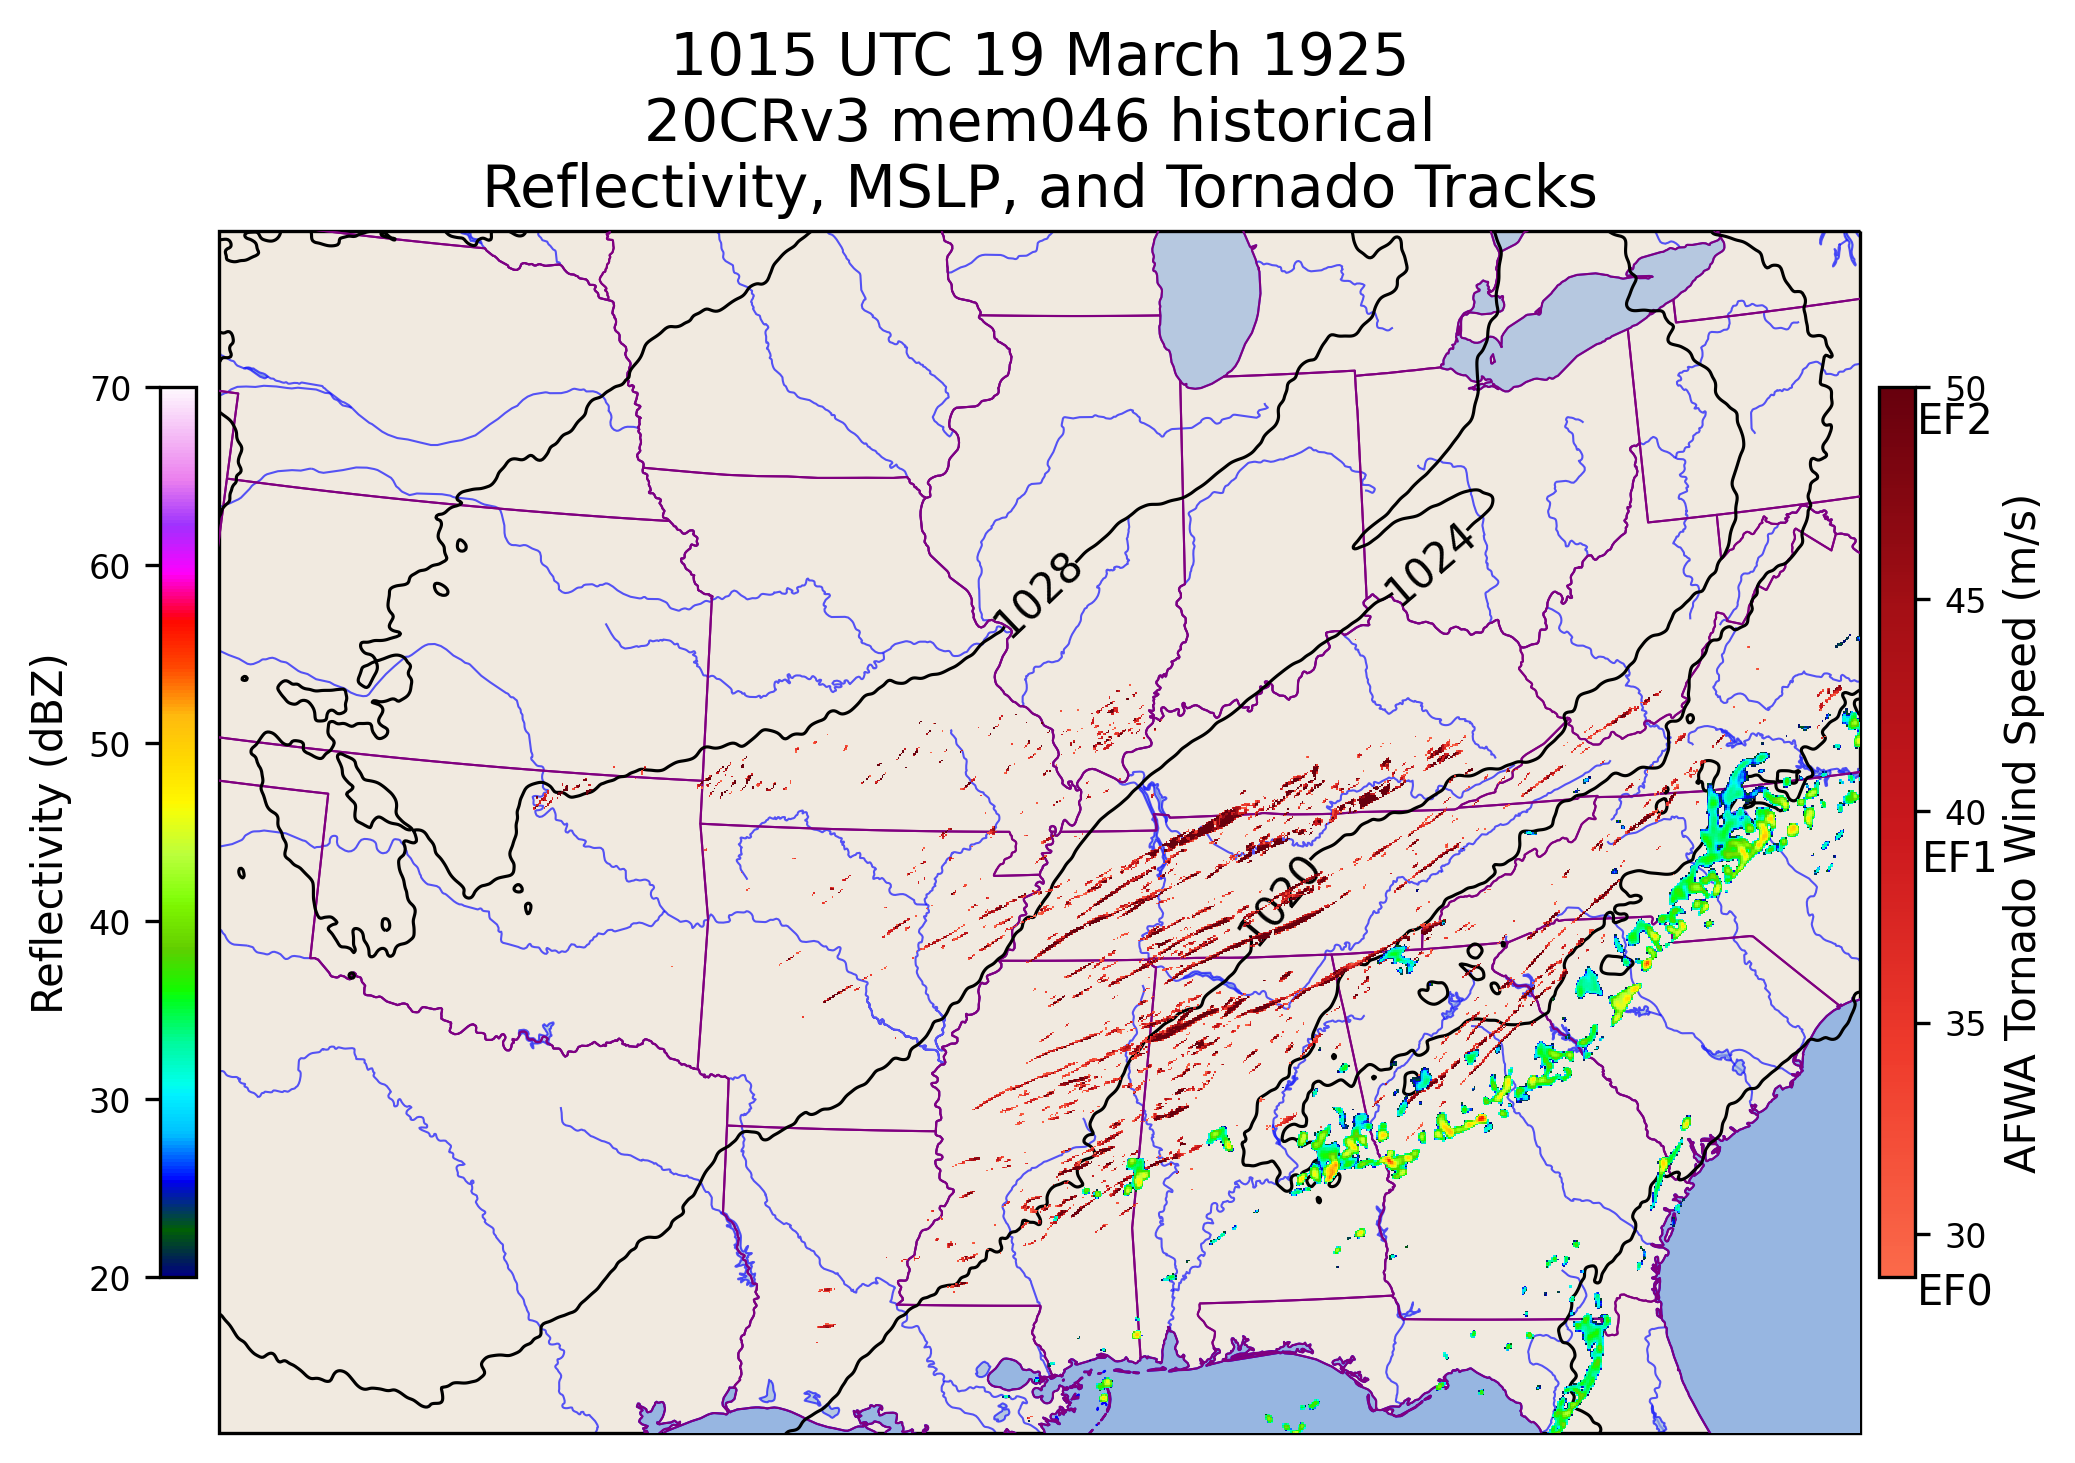 1015 UTC 19 March 1925
20CRv3 mem046 historical
Reflectivity, MSLP, and Tornado Tracks
Reflectivity (dBZ)
70
60
50
40
30
20
1028
1024
1020
50
EF2
45
40
EF1
35
30
EF0
AFWA Tornado Wind Speed (m/s)